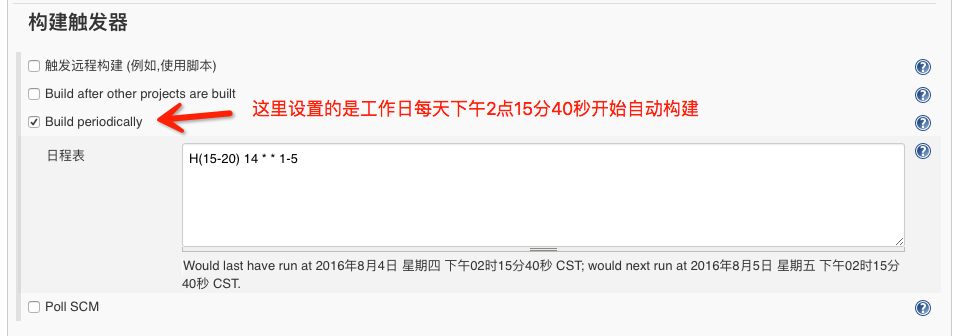 构建触发器
触发远程构建 (例如,使用脚本)
Build after other projects are built
这里设置的是工作日每天下午2点15分40秒开始自动构建
Build periodically
日程表
H(15-20) 14 * * 1-5
Would last have run at 2016年8月4日 星期四 下午02时15分40秒 CST; would next run at 2016年8月5日 星期五 下午02时15分
40秒 CST.
Poll SCM